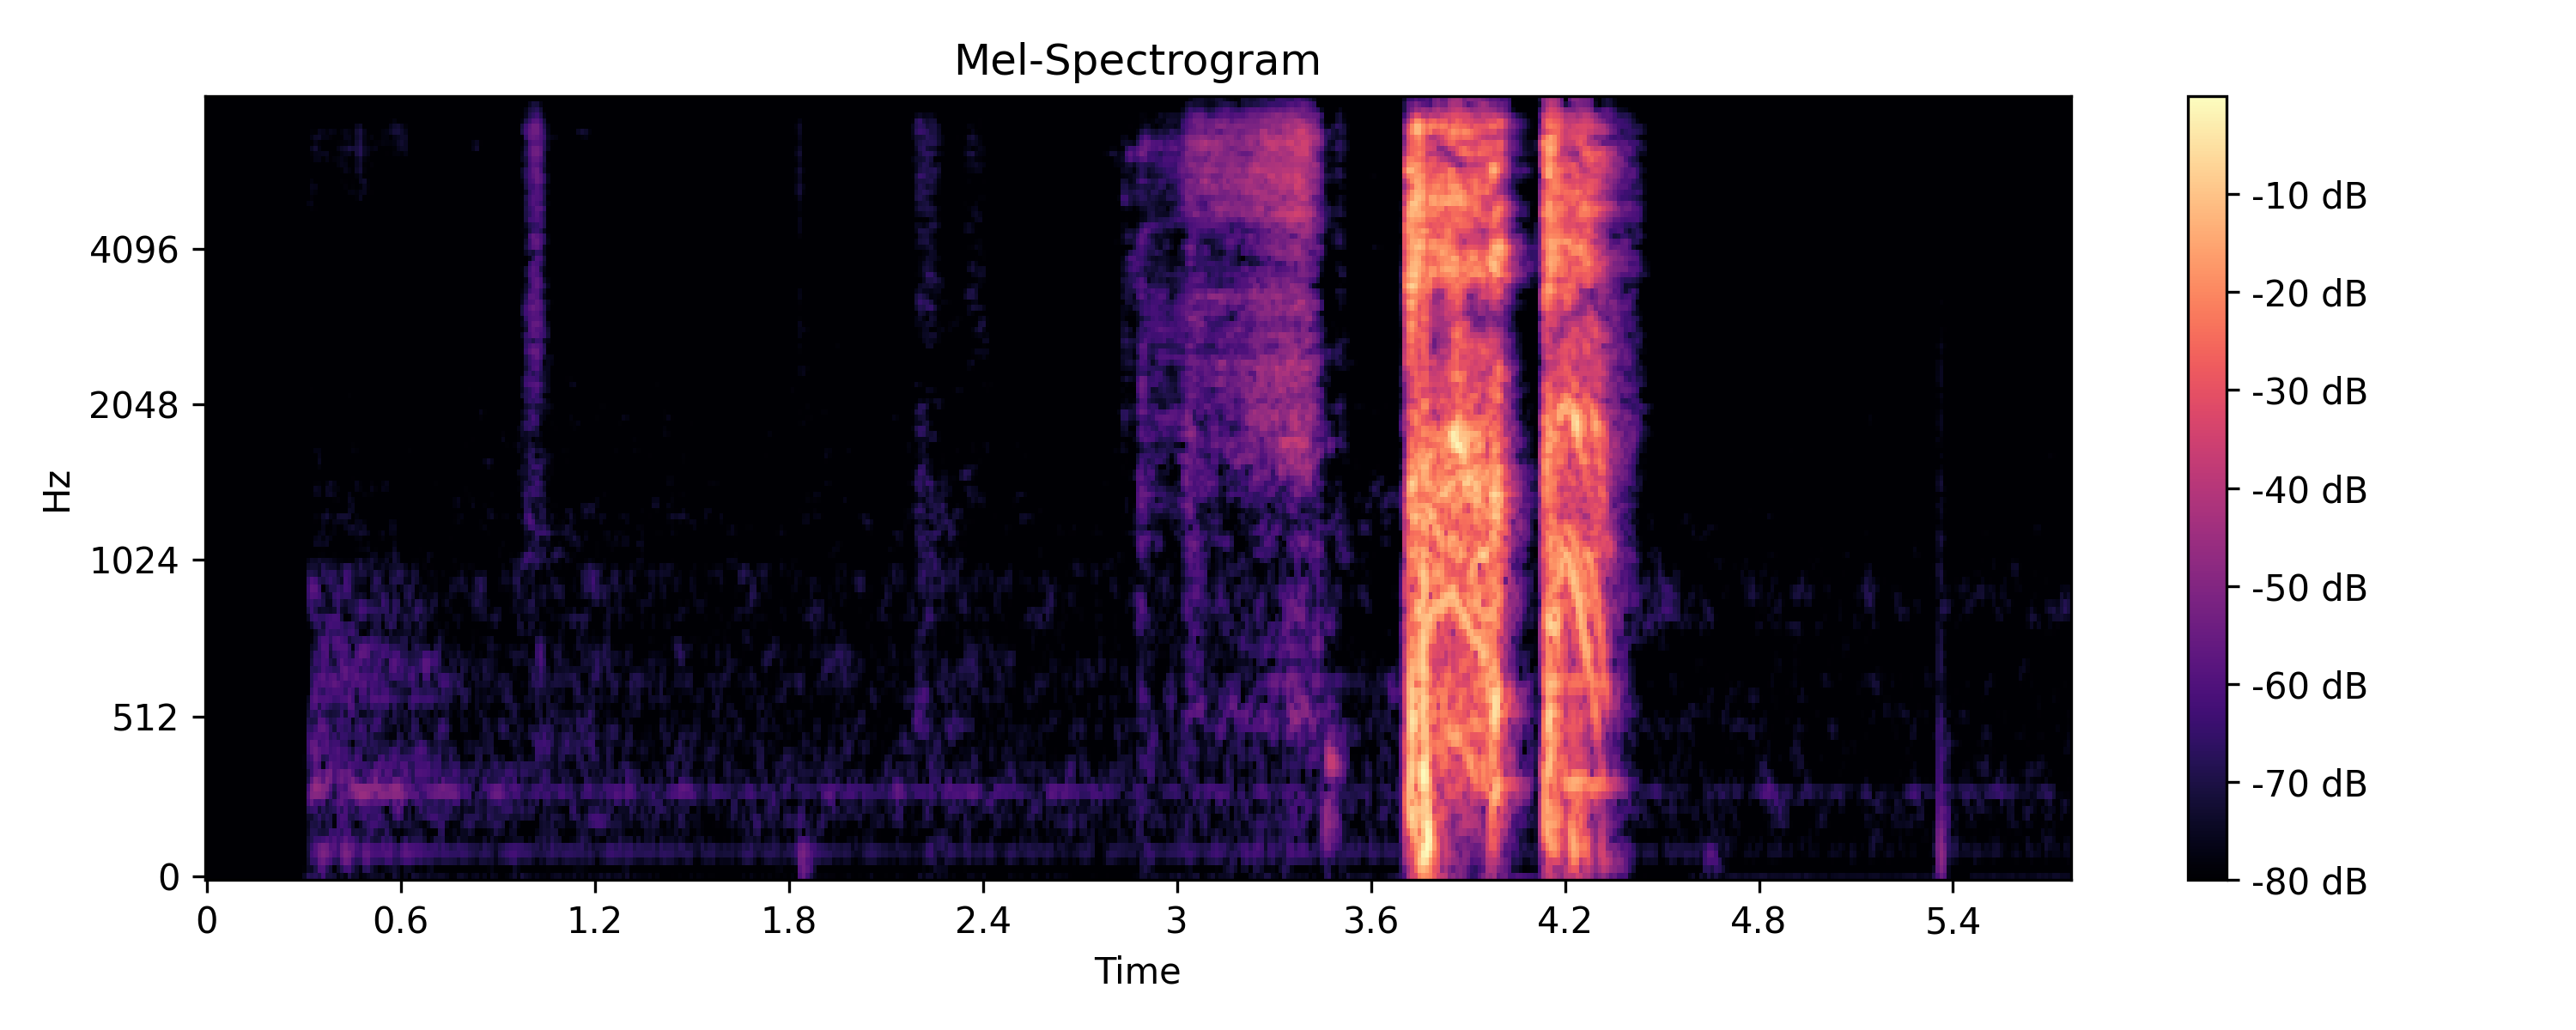 Mel-Spectrogram
Hz
4096
2048
1024
512
0
0 0.6 1.2 1.8 2.4 3 3.6 4.2 4.8 5.4
Time
-10 dB
-20 dB
-30 dB
-40 dB
-50 dB
-60 dB
-70 dB
-80 dB